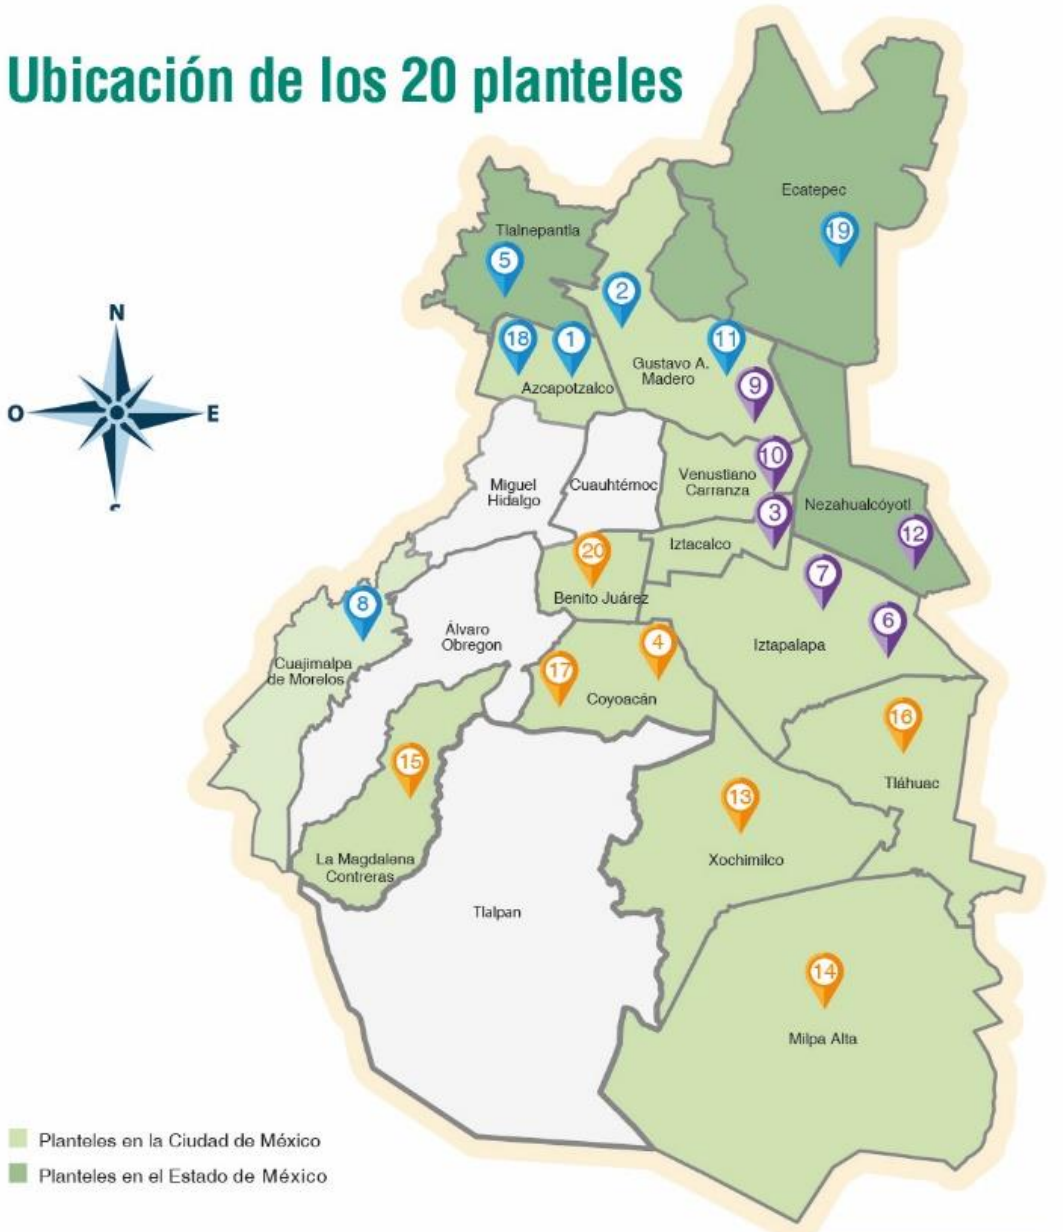 Ubicación de los 20 planteles
Ecatepec
19
Tlalnepantla
5
2
18
1
11
Gustavo A.
Madero
Azcapotzalco
9
N
O
E
10
Venustiano
Carranza
Miguel
Hidalgo
Cuauhtémoc
3
Nezahualcóyotl
12
Iztacalco
20
7
Benito Juárez
8
6
Álvaro
Obregon
4
Iztapalapa
Cuajimalpa
de Morelos
17
Coyoacán
16
15
Tláhuac
13
La Magdalena
Contreras
Xochimilco
Tlalpan
14
Milpa Alta
Planteles en la Ciudad de México
Planteles en el Estado de México